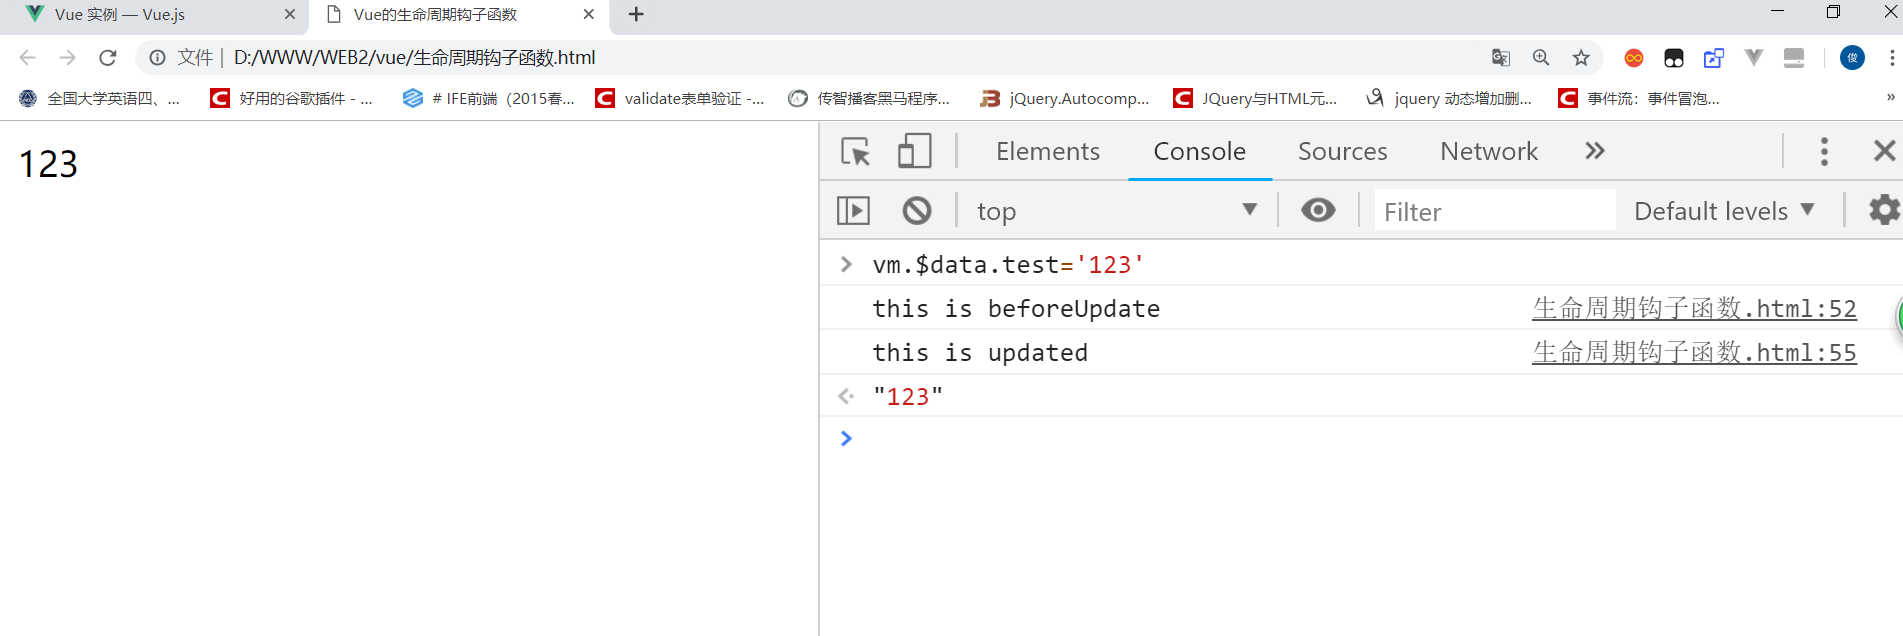 Vue 实例 — Vue.js
Vue的生命周期钩子函数
文件 | D:/WWW/WEB2/vue/生命周期钩子函数.html
俊
全国大学英语四、...
好用的谷歌插件 - ...
# IFE前端（2015春...
validate表单验证 -...
传智播客黑马程序...
jQuery.Autocomp...
JQuery与HTML元...
jquery 动态增加删...
事件流：事件冒泡...
»
123
Elements Console Sources Network »
top Filter Default levels
vm.$data.test='123'
this is beforeUpdate 生命周期钩子函数.html:52
this is updated 生命周期钩子函数.html:55
"123"